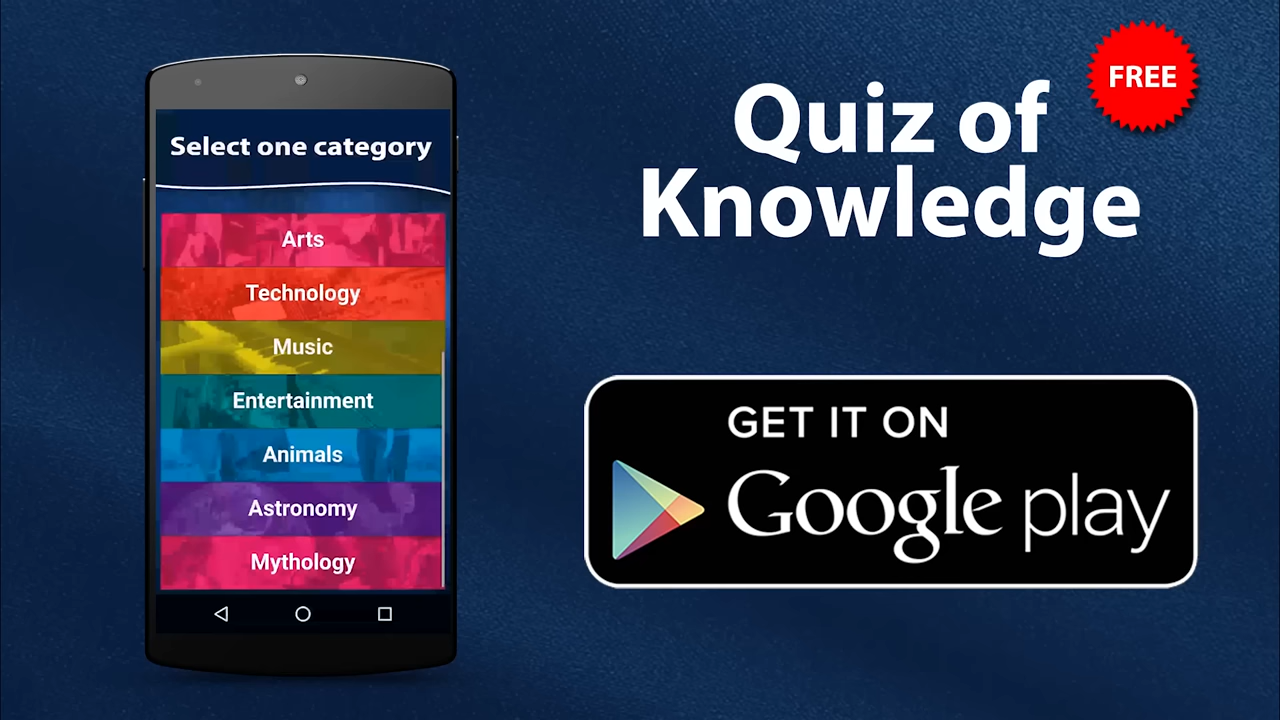 Select one category
Arts
Technology
Music
Entertainment
Animals
Astronomy
Mythology
Quiz of
Knowledge
FREE
GET IT ON
Google play